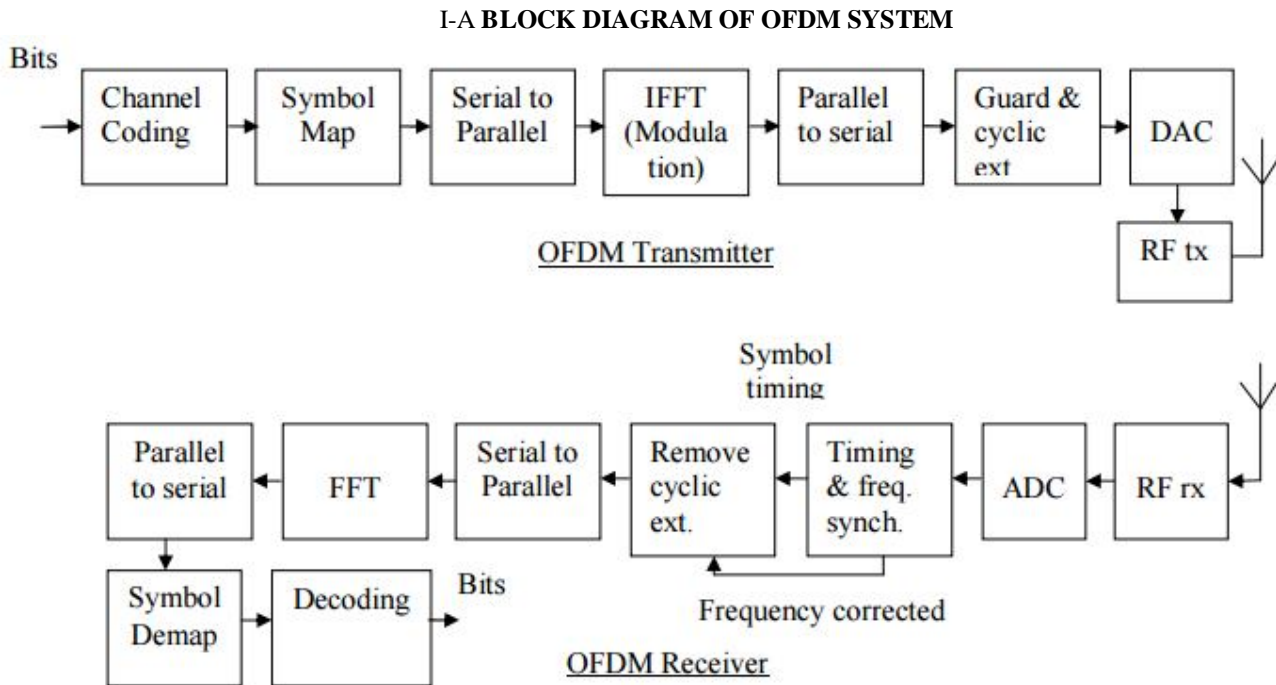 I-A BLOCK DIAGRAM OF OFDM SYSTEM
Bits
Channel
Coding
Symbol
Map
Serial to
Parallel
IFFT
(Modula
tion)
Parallel
to serial
Guard &
cyclic
ext
DAC
RF tx
OFDM Transmitter
Symbol
timing
Parallel
to serial
FFT
Serial to
Parallel
Remove
cyclic
ext.
Timing
& freq.
synch.
ADC
RF rx
Symbol
Demap
Decoding
Bits
Frequency corrected
OFDM Receiver